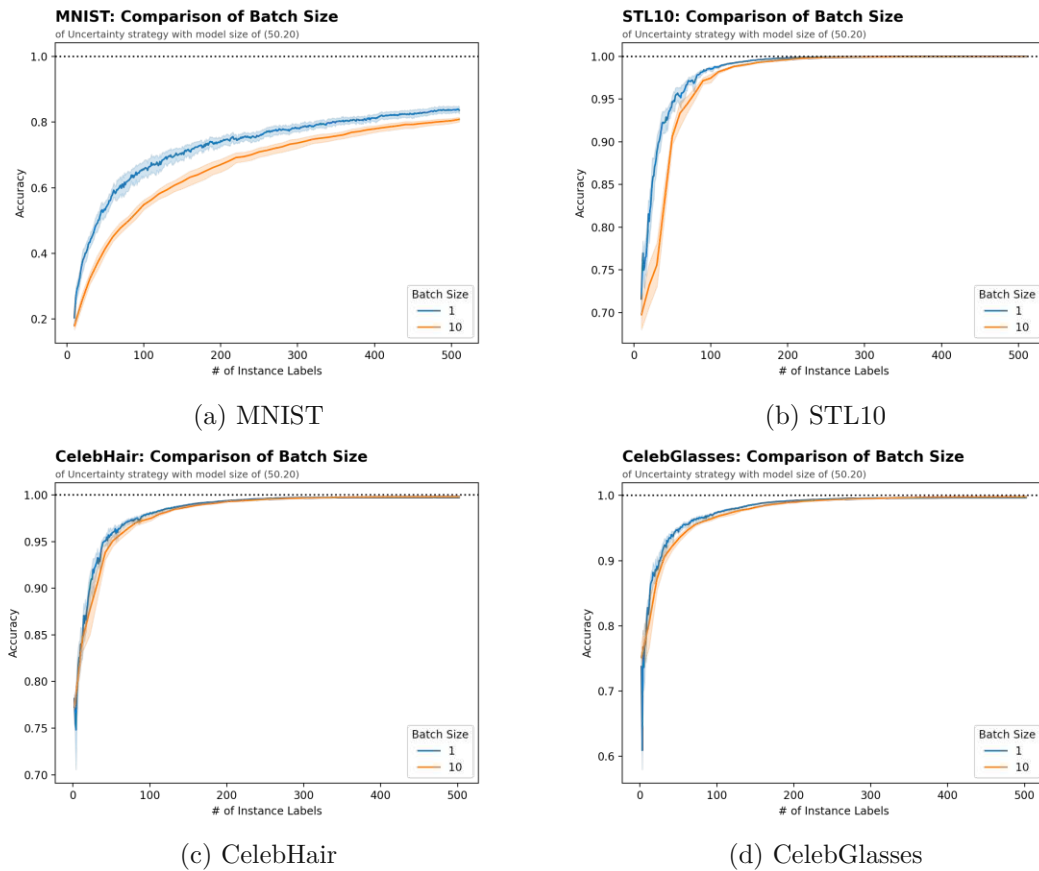 MNIST: Comparison of Batch Size
of Uncertainty strategy with model size of (50.20)
1.0
0.8
0.6
0.4
0.2
Accuracy
0 100 200 300 400 500
# of Instance Labels
Batch Size
1
10
(a) MNIST
STL10: Comparison of Batch Size
of Uncertainty strategy with model size of (50.20)
1.00
0.95
0.90
0.85
0.80
0.75
0.70
Accuracy
0 100 200 300 400 500
# of Instance Labels
Batch Size
1
10
(b) STL10
CelebHair: Comparison of Batch Size
of Uncertainty strategy with model size of (50.20)
1.00
0.95
0.90
0.85
0.80
0.75
0.70
Accuracy
0 100 200 300 400 500
# of Instance Labels
Batch Size
1
10
(c) CelebHair
CelebGlasses: Comparison of Batch Size
of Uncertainty strategy with model size of (50.20)
1.0
0.9
0.8
0.7
0.6
Accuracy
0 100 200 300 400 500
# of Instance Labels
Batch Size
1
10
(d) CelebGlasses